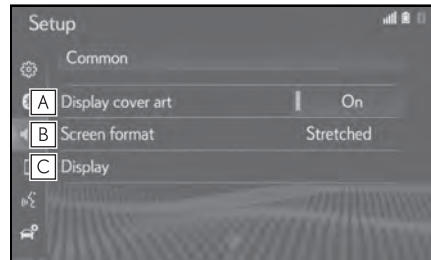 Setup
Common
A Display cover art On
B Screen format Stretched
C Display